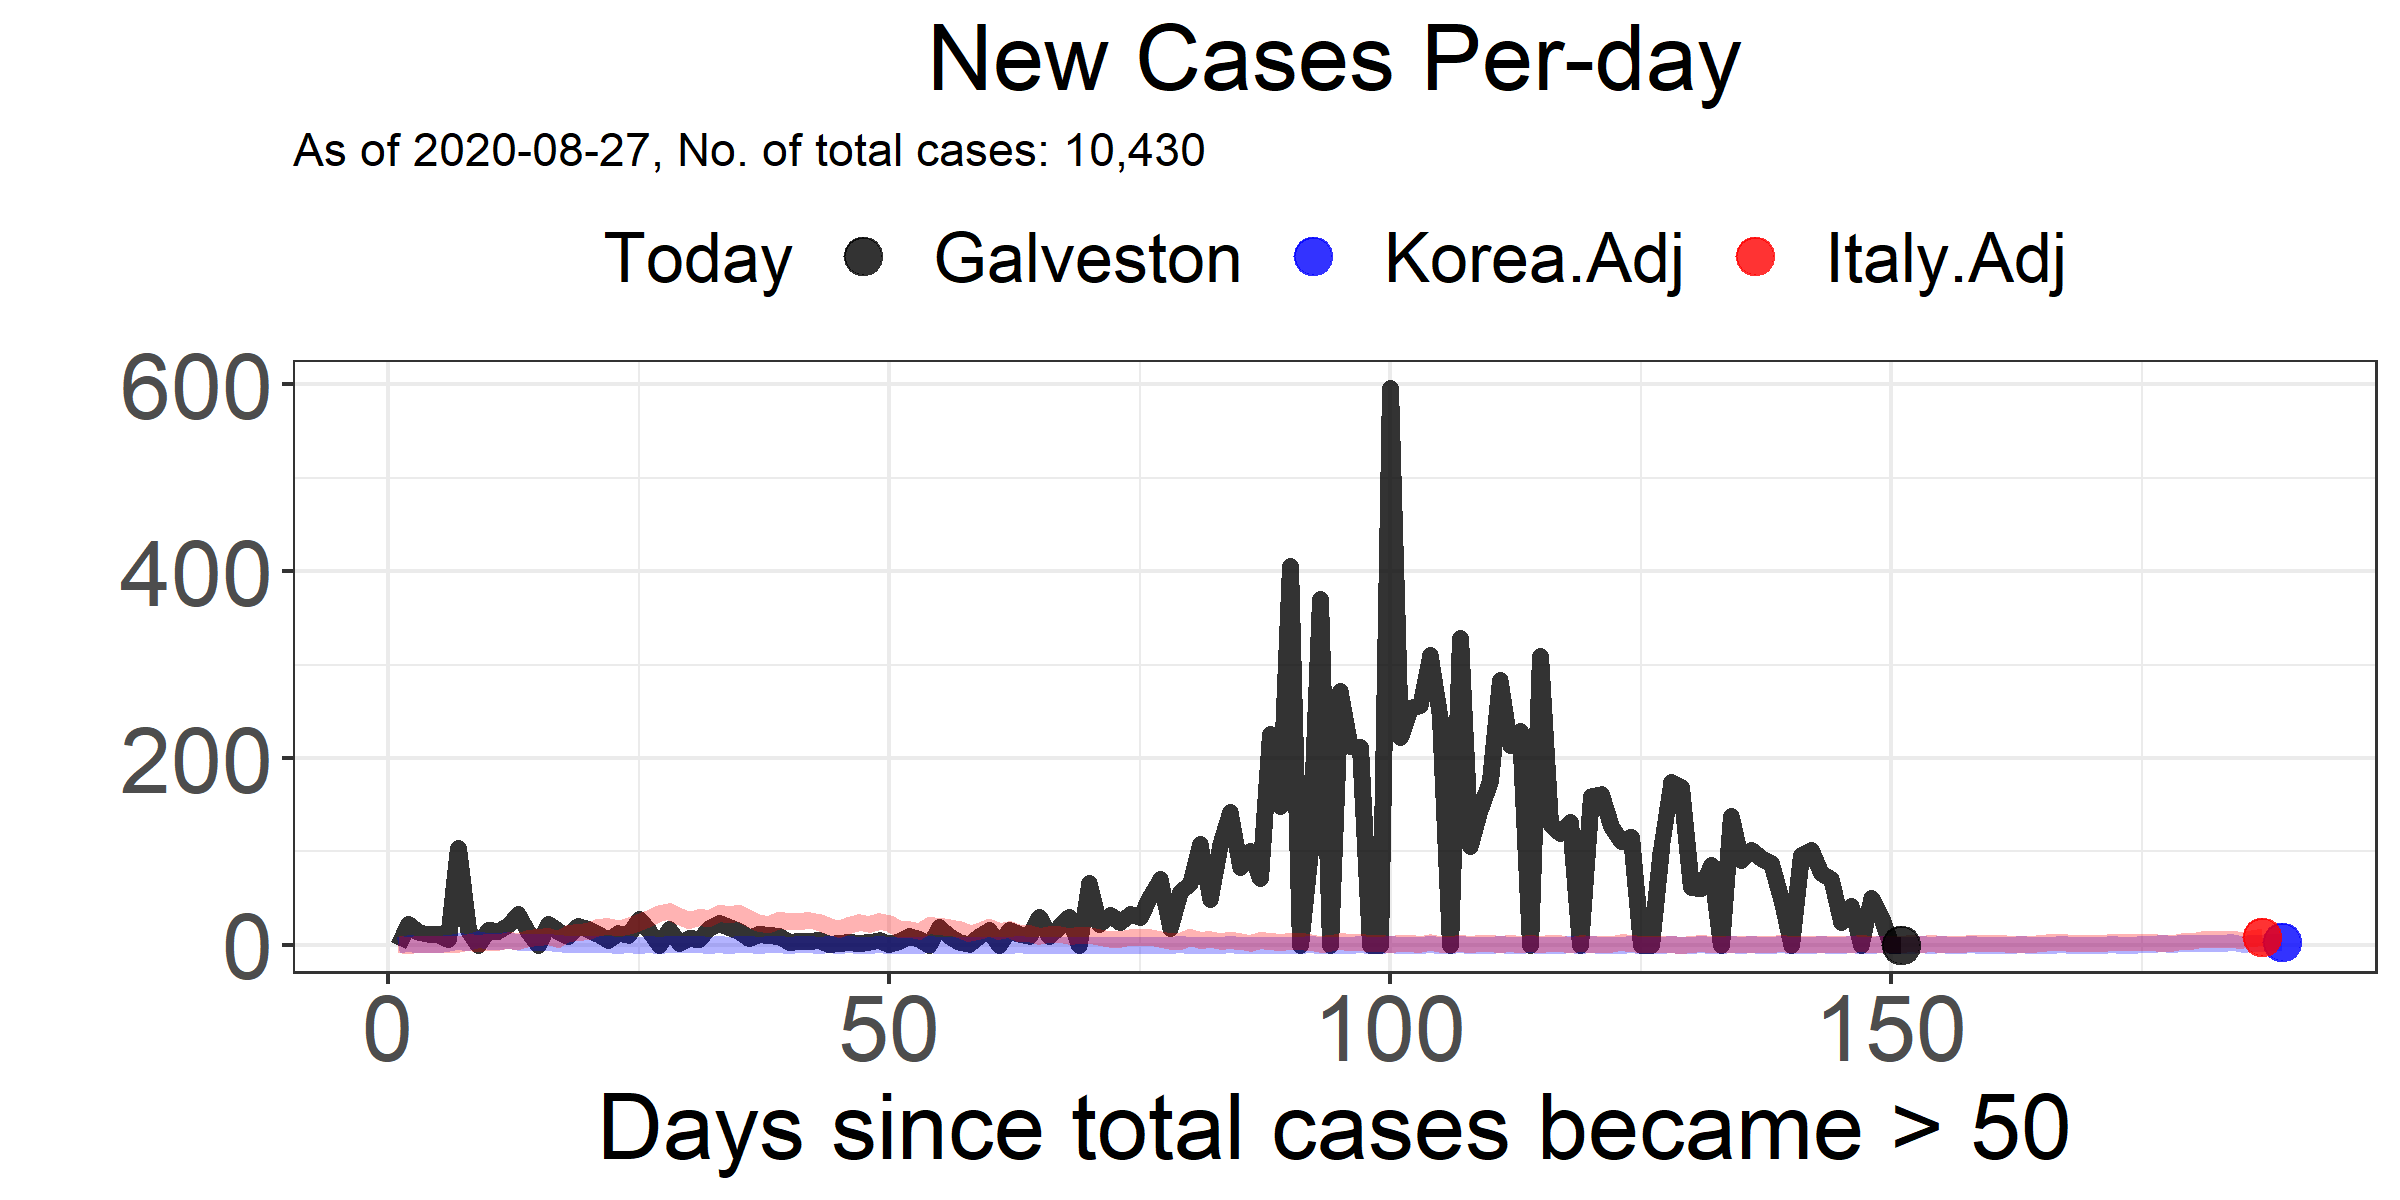 New Cases Per-day
As of 2020-08-27, No. of total cases: 10,430
Today Galveston Korea.Adj Italy.Adj
600
400
200
0
0 50 100 150
Days since total cases became > 50